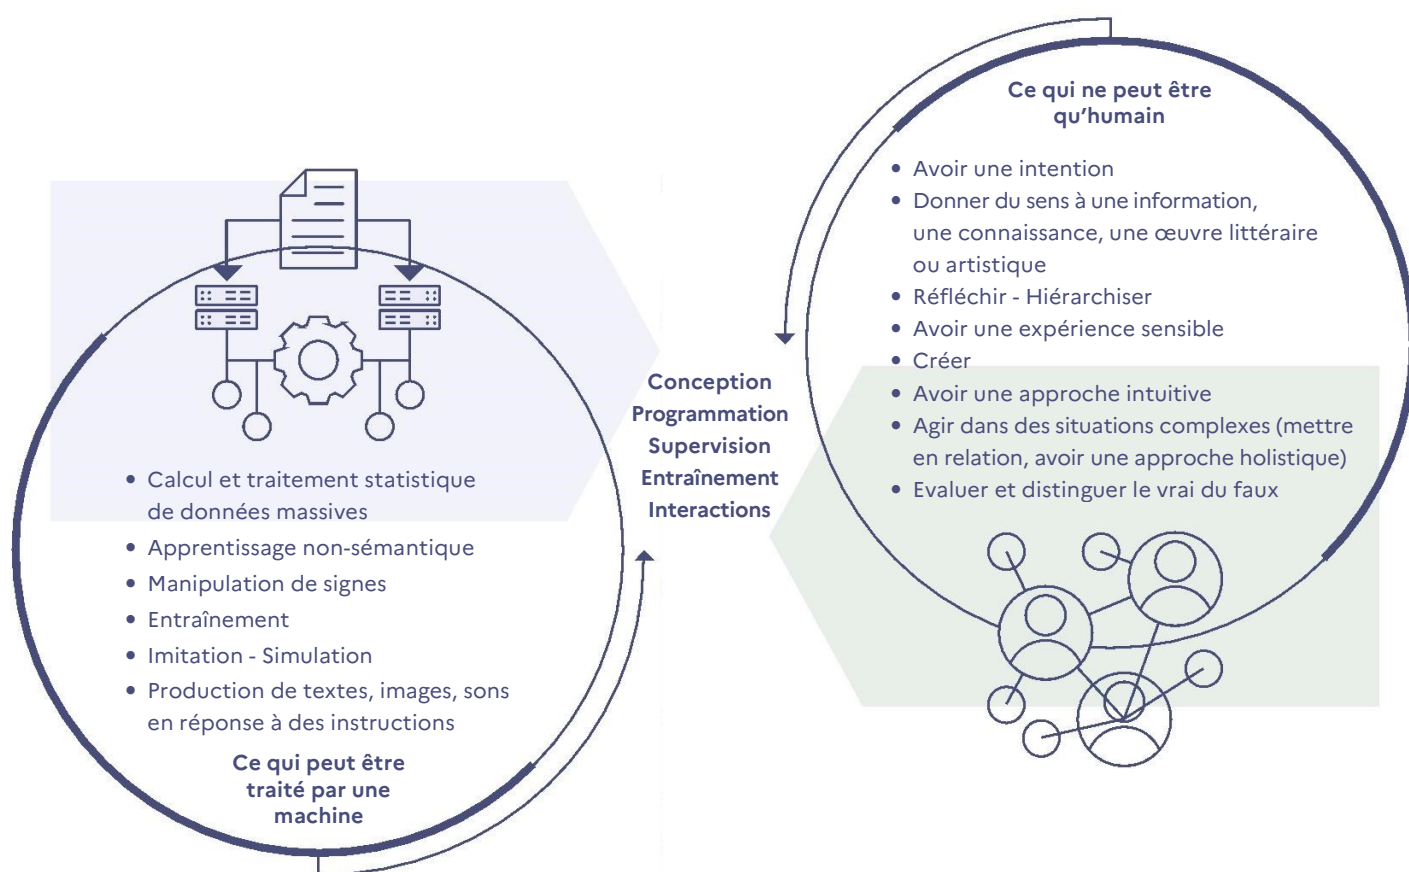 Ce qui ne peut être
qu’humain
• Avoir une intention
• Donner du sens à une information,
une connaissance, une œuvre littéraire
ou artistique
• Réfléchir - Hiérarchiser
• Avoir une expérience sensible
• Créer
• Avoir une approche intuitive
• Agir dans des situations complexes (mettre
en relation, avoir une approche holistique)
• Evaluer et distinguer le vrai du faux
Conception
Programmation
Supervision
Entraînement
Interactions
• Calcul et traitement statistique
de données massives
• Apprentissage non-sémantique
• Manipulation de signes
• Entraînement
• Imitation - Simulation
• Production de textes, images, sons
en réponse à des instructions
Ce qui peut être
traité par une
machine